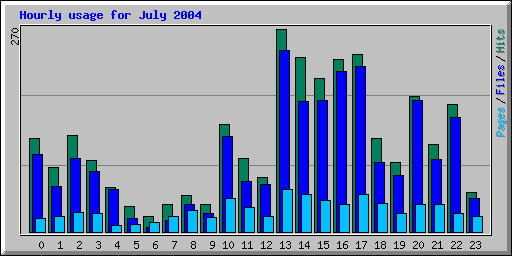 Hourly usage for July 2004
270
Pages/Files/Hits
0 1 2 3 4 5 6 7 8 9 10 11 12 13 14 15 16 17 18 19 20 21 22 23